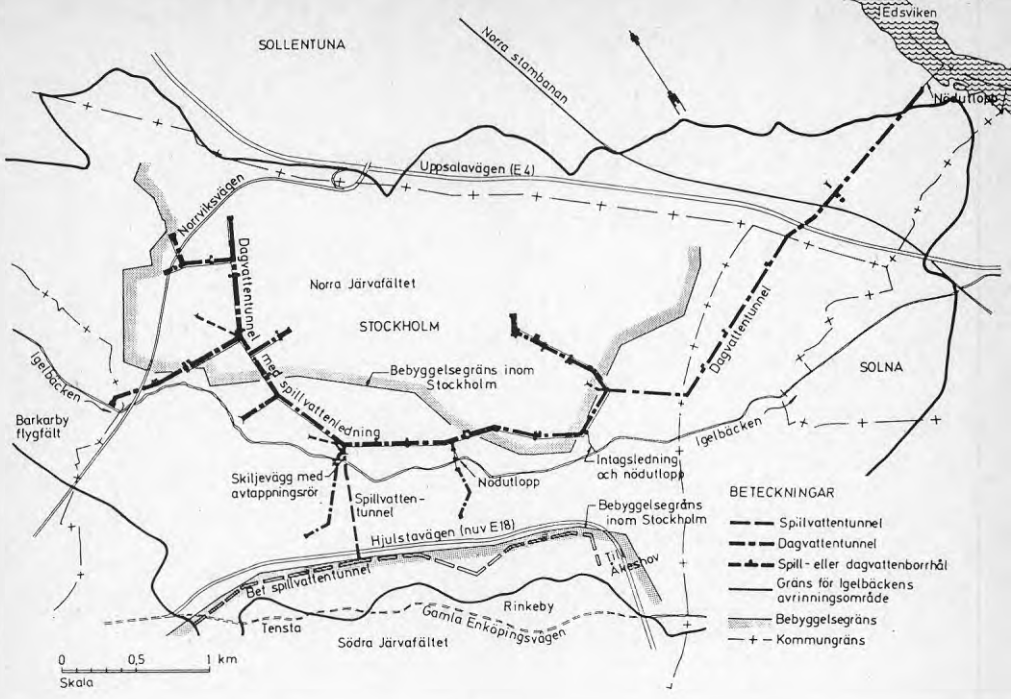 Edsviken
SOLLENTUNA
Norra stambanan
Nödutlopp
Uppsalavägen (E4)
Norrviksvägen
Dagvattentunnel
Norra Järvafältet
STOCKHOLM
Dagvattentunnel
SOLNA
Igelbäcken
Bebyggelsegräns inom
Stockholm
med spillvattenledning
Barkarby
flygfält
Igelbäcken
Skiljevägg med
avtappningsrör
Nödutlopp
Intagsledning
och nödutlopp
Spillvatten-
tunnel
Bebyggelsegräns
inom Stockholm
Hjulstavägen (nuv E18)
Bef spillvattentunnel
Till
Åkeshov
Rinkeby
Tensta
Gamla Enköpingsvägen
Södra Järvafältet
BETECKNINGAR
Spillvattentunnel
Dagvattentunnel
Spill- eller dagvattenborrhål
Gräns för Igelbäckens
avrinningsområde
Bebyggelsegräns
Kommungräns
0 0,5 1 km
Skala